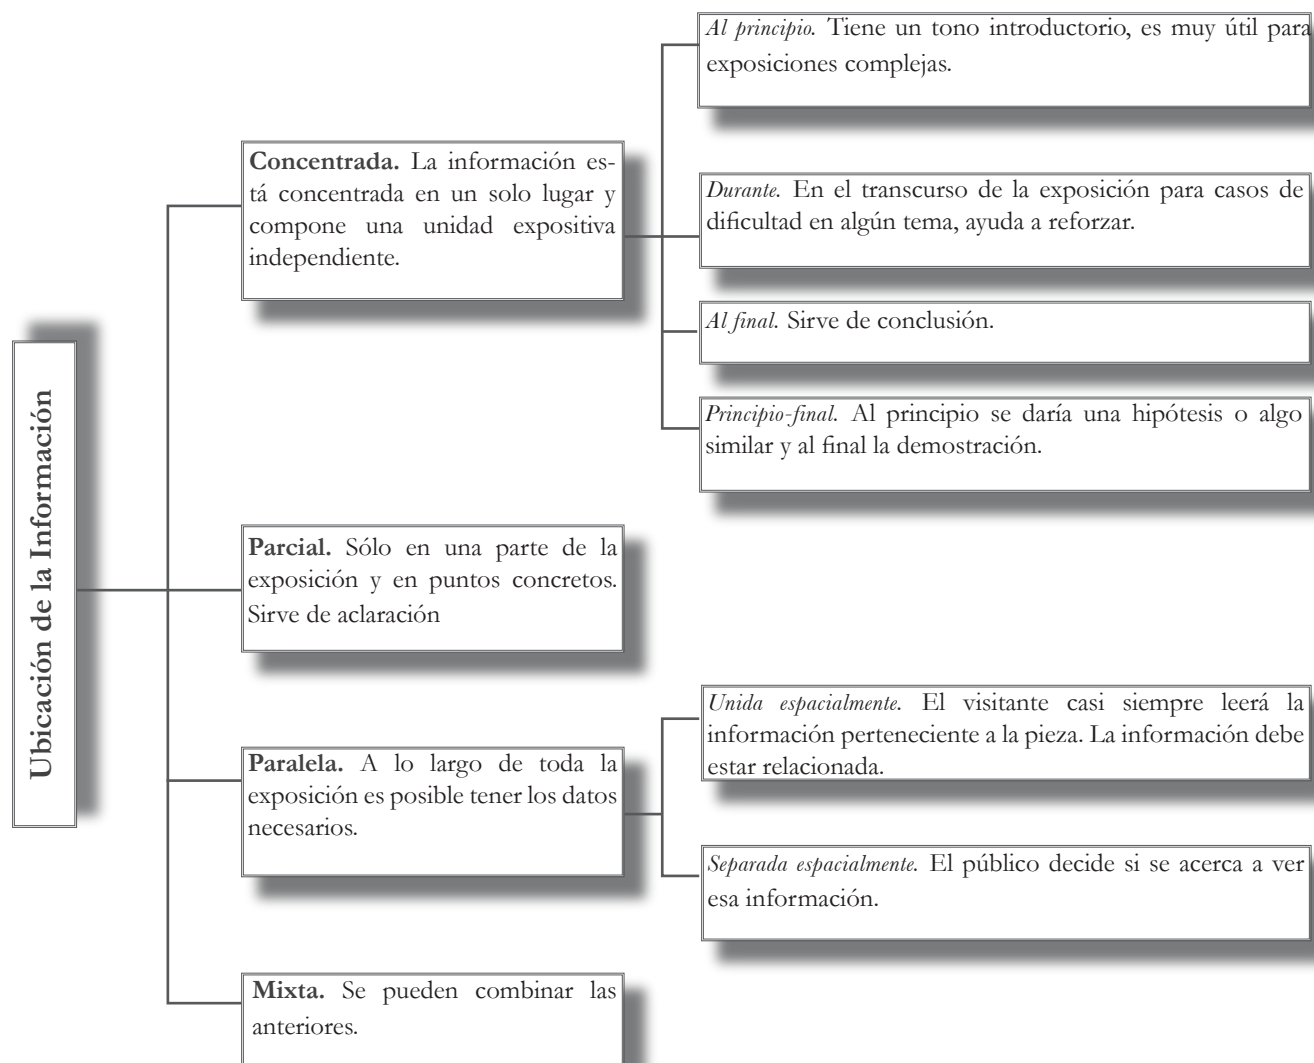 Ubicación de la Información
Concentrada. La información es-
tá concentrada en un solo lugar y
compone una unidad expositiva
independiente.
Al principio. Tiene un tono introductorio, es muy útil para
exposiciones complejas.
Durante. En el transcurso de la exposición para casos de
dificultad en algún tema, ayuda a reforzar.
Al final. Sirve de conclusión.
Principio-final. Al principio se daría una hipótesis o algo
similar y al final la demostración.
Parcial. Sólo en una parte de la
exposición y en puntos concretos.
Sirve de aclaración
Paralela. A lo largo de toda la
exposición es posible tener los datos
necesarios.
Unida espacialmente. El visitante casi siempre leerá la
información perteneciente a la pieza. La información debe
estar relacionada.
Separada espacialmente. El público decide si se acerca a ver
esa información.
Mixta. Se pueden combinar las
anteriores.